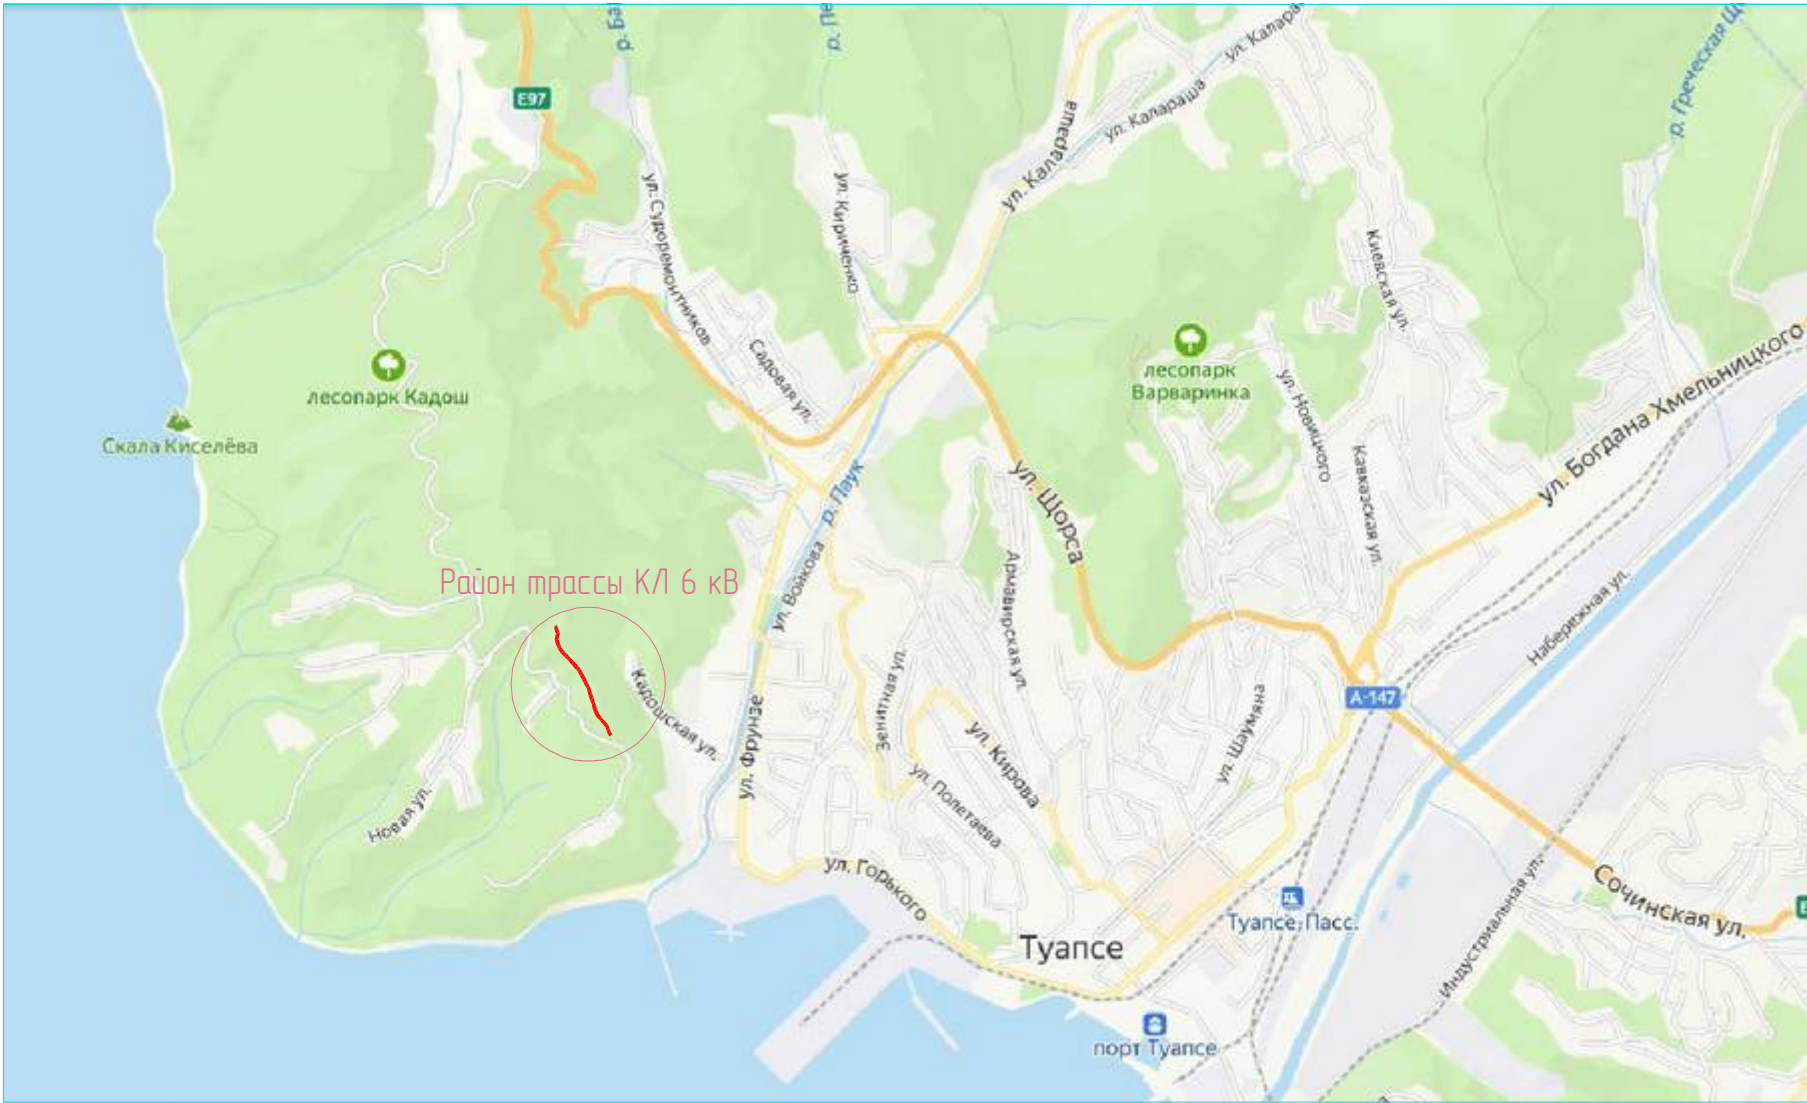 р. Ба
р. Пе
ул. Калара
р. Греческая Щ
E97
ул. Калараша
ул. Калараша
ул. Судоремонтников
ул. Кириченко
Киевская ул.
Садовая ул.
лесопарк
Варваринка
лесопарк Кадош
ул. Новицкого
ул. Богдана Хмельницкого
Скала Киселёва
ул. Щорса
р. Паук
Кавказская ул.
ул. Войкова
Армавирская ул.
Район трассы КЛ 6 кВ
Набережная ул.
Кадошская ул.
Зенитная ул.
ул. Фрунзе
ул. Кирова
ул. Шаумяна
А-147
ул. Полетаева
Новая ул.
ул. Горького
Сочинская ул.
Индустриальная ул.
Туапсе-Пасс.
Туапсе
порт Туапсе